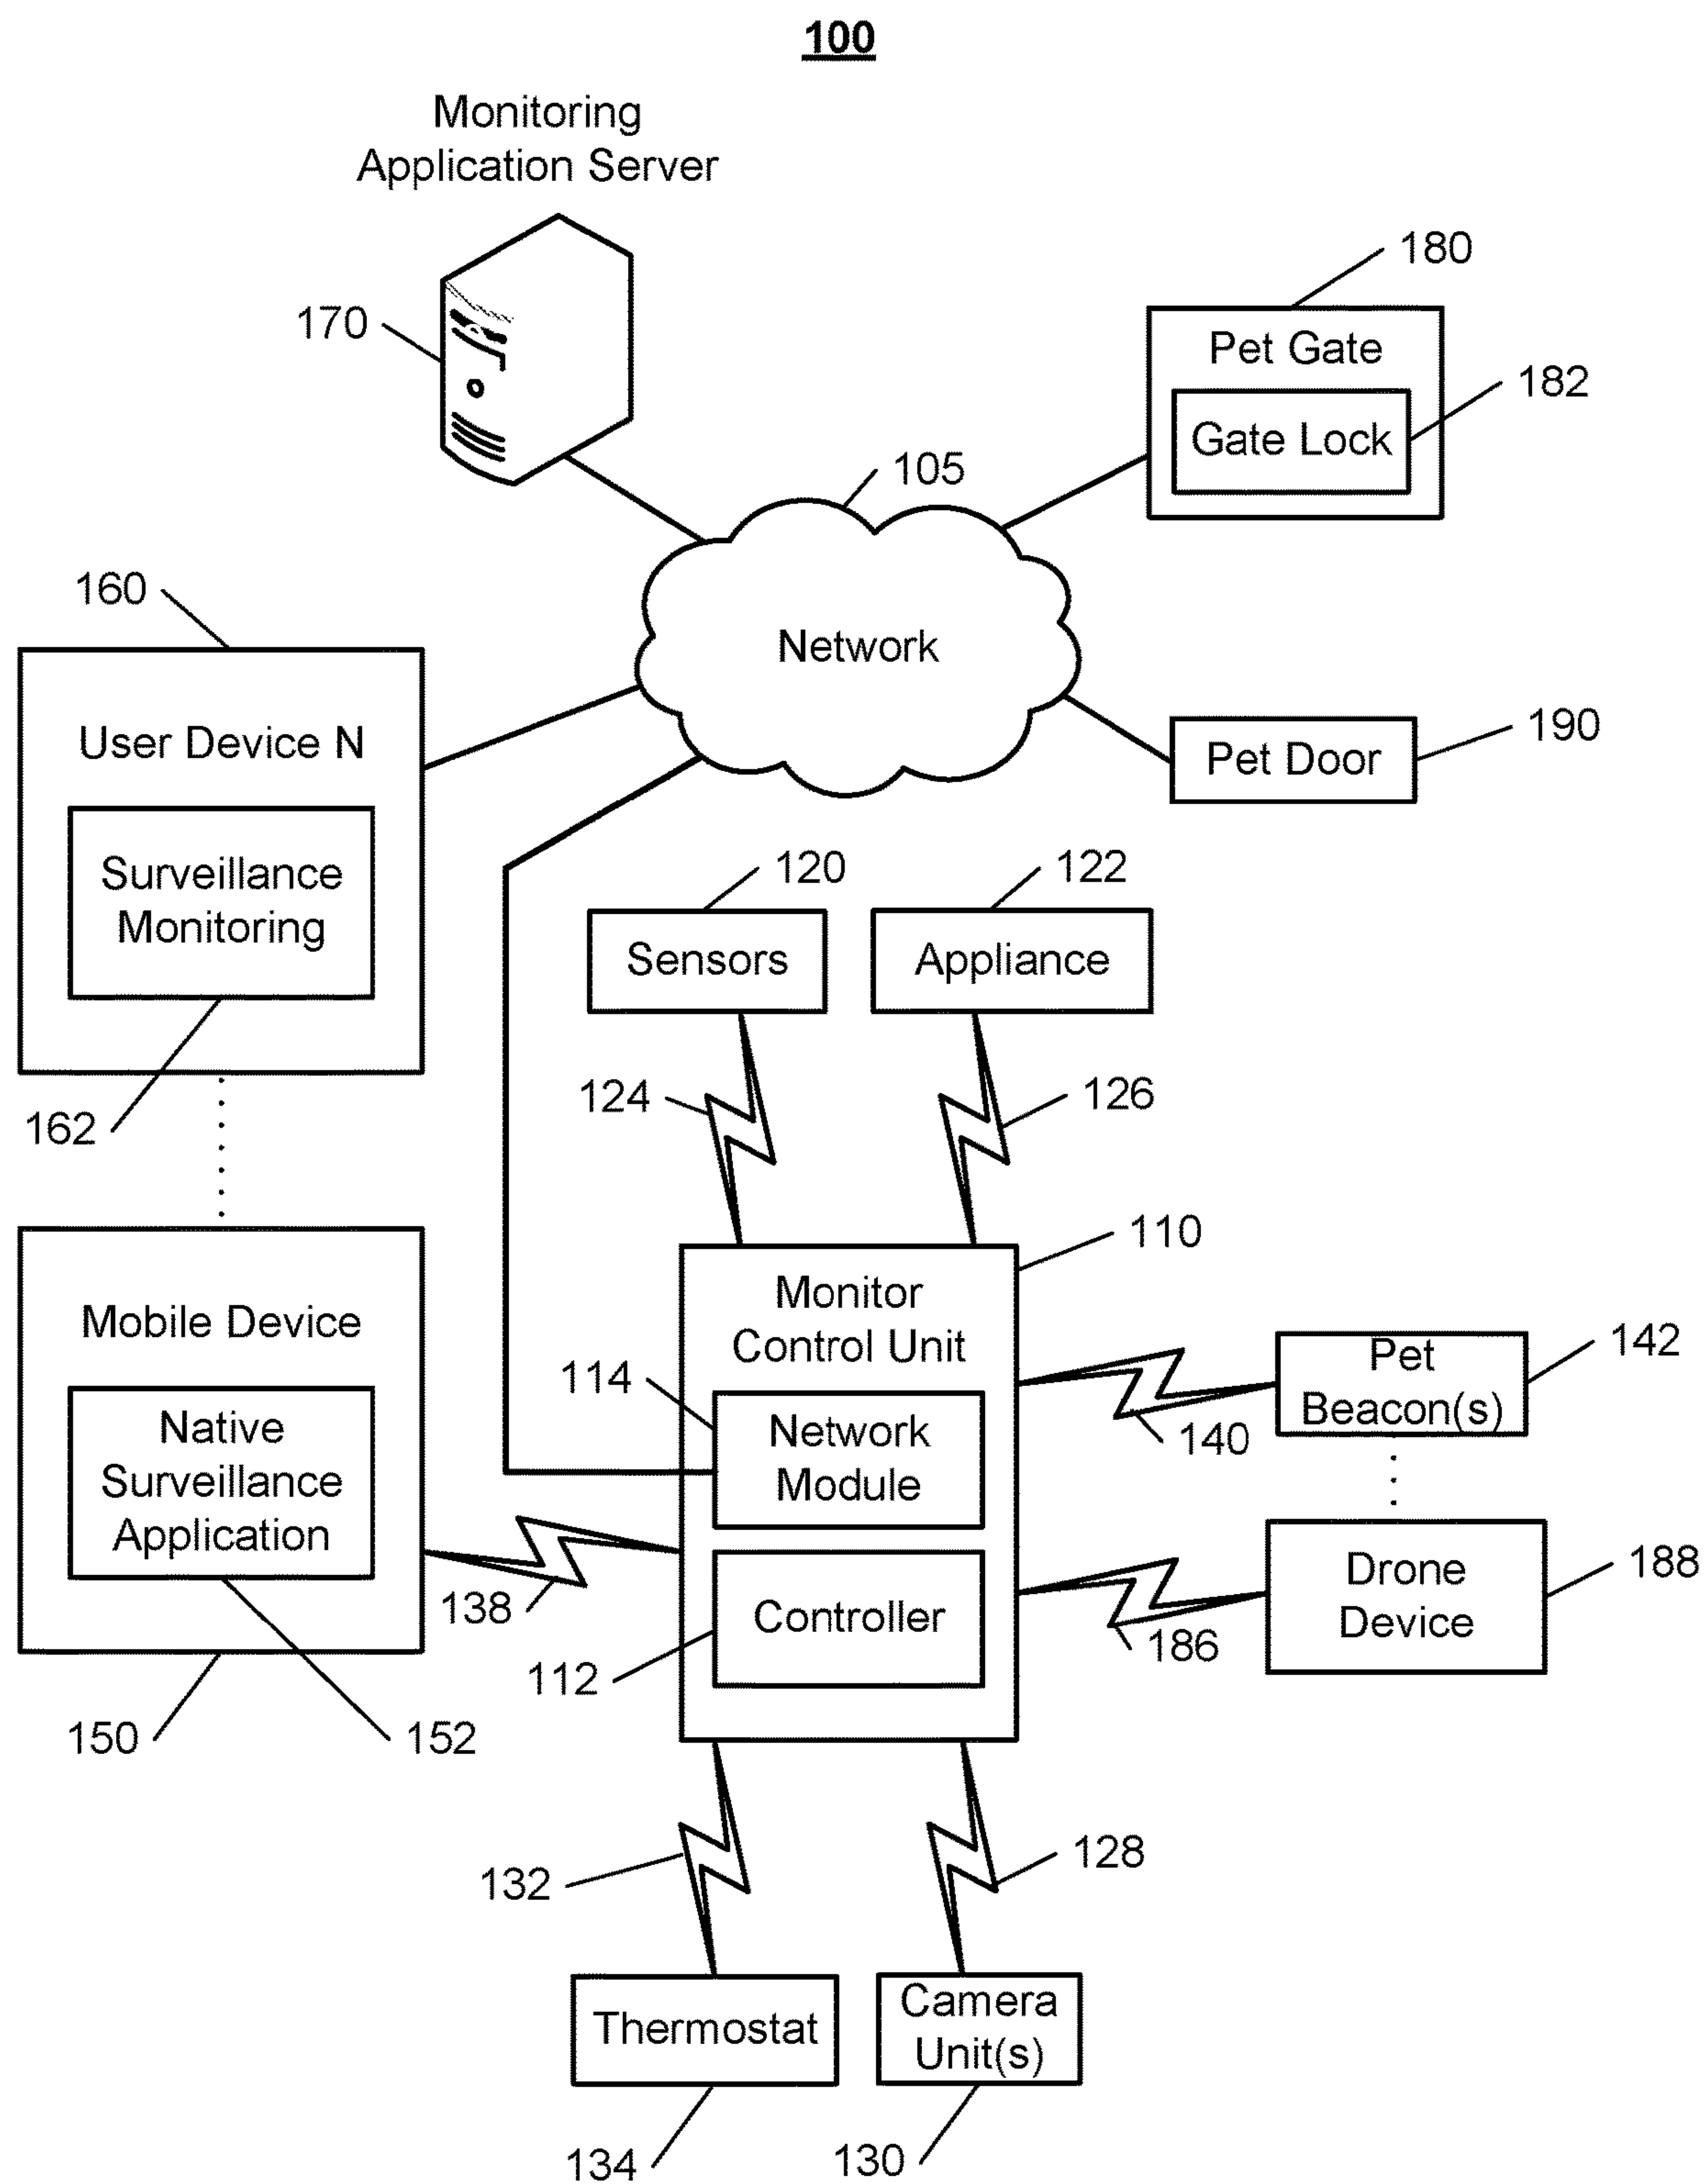 100
Monitoring
Application Server
180
Pet Gate
170
182
Gate Lock
105
160
Network
190
User Device N
Pet Door
Surveillance
Monitoring
120
122
Sensors
Appliance
124
126
162
110
Monitor
Control Unit
Mobile Device
142
Pet
Beacon(s)
114
Native
Surveillance
Application
Network
Module
140
138
Controller
Drone
Device
188
186
112
150
152
132
128
Thermostat
Camera
Unit(s)
134
130